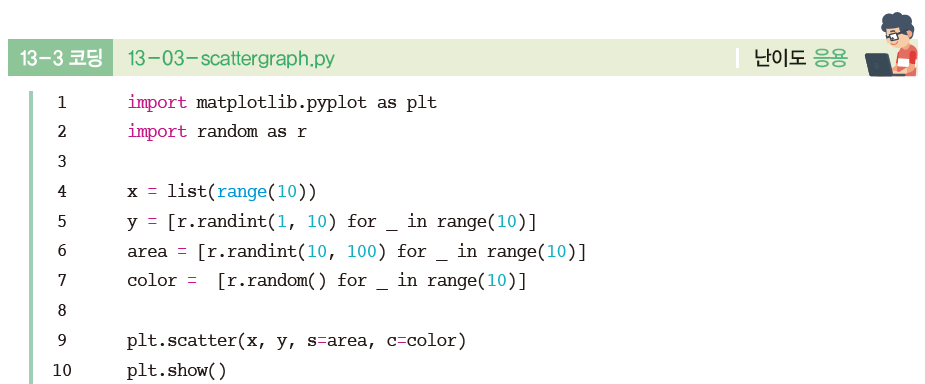 13-3 코딩 13-03-scattergraph.py 난이도 응용
1 import matplotlib.pyplot as plt
2 import random as r
3
4 x = list(range(10))
5 y = [r.randint(1, 10) for _ in range(10)]
6 area = [r.randint(10, 100) for _ in range(10)]
7 color =  [r.random() for _ in range(10)]
8
9 plt.scatter(x, y, s=area, c=color)
10 plt.show()